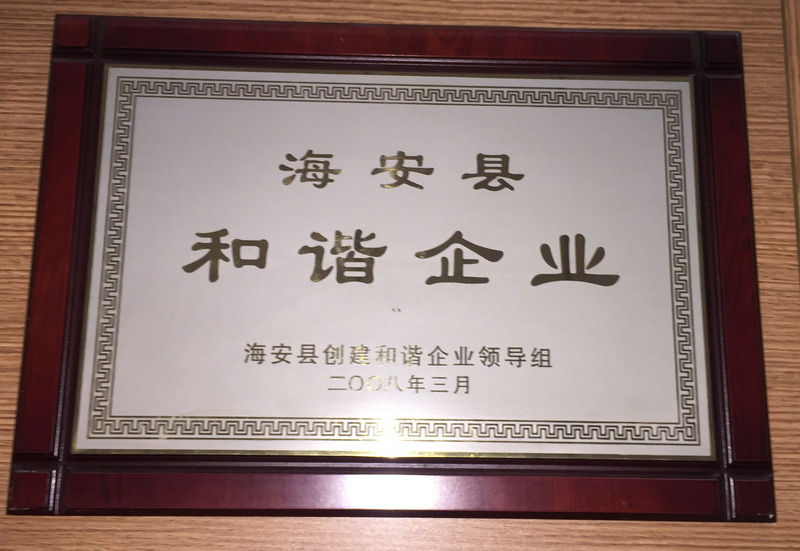 海安县
和谐企业
海安县创建和谐企业领导组
二〇〇八年三月